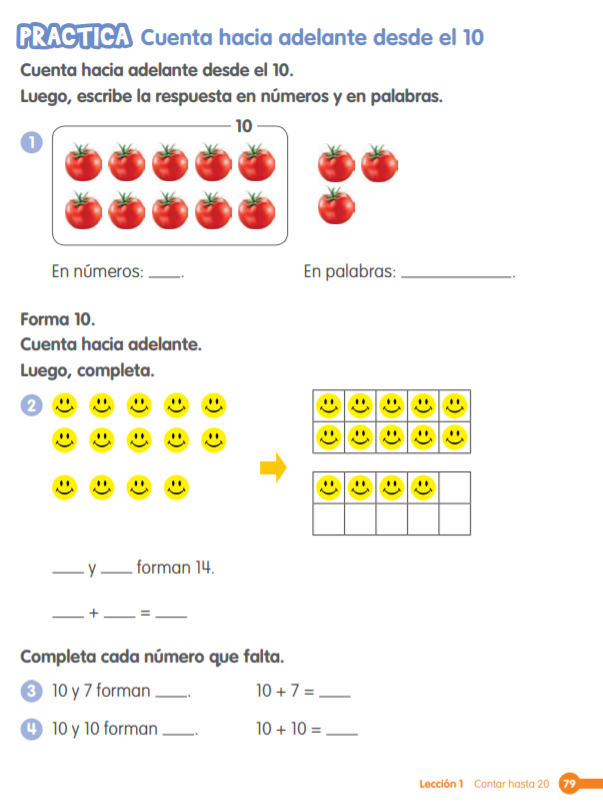 PRACTICA Cuenta hacia adelante desde el 10
Cuenta hacia adelante desde el 10.
Luego, escribe la respuesta en números y en palabras.
1
10
En números: ____. En palabras: ____________.
Forma 10.
Cuenta hacia adelante.
Luego, completa.
2
____ y ____ forman 14.
____ + ____ = ____
Completa cada número que falta.
3 10 y 7 forman ____. 10 + 7 = ____
4 10 y 10 forman ____. 10 + 10 = ____
Lección 1 Contar hasta 20 79